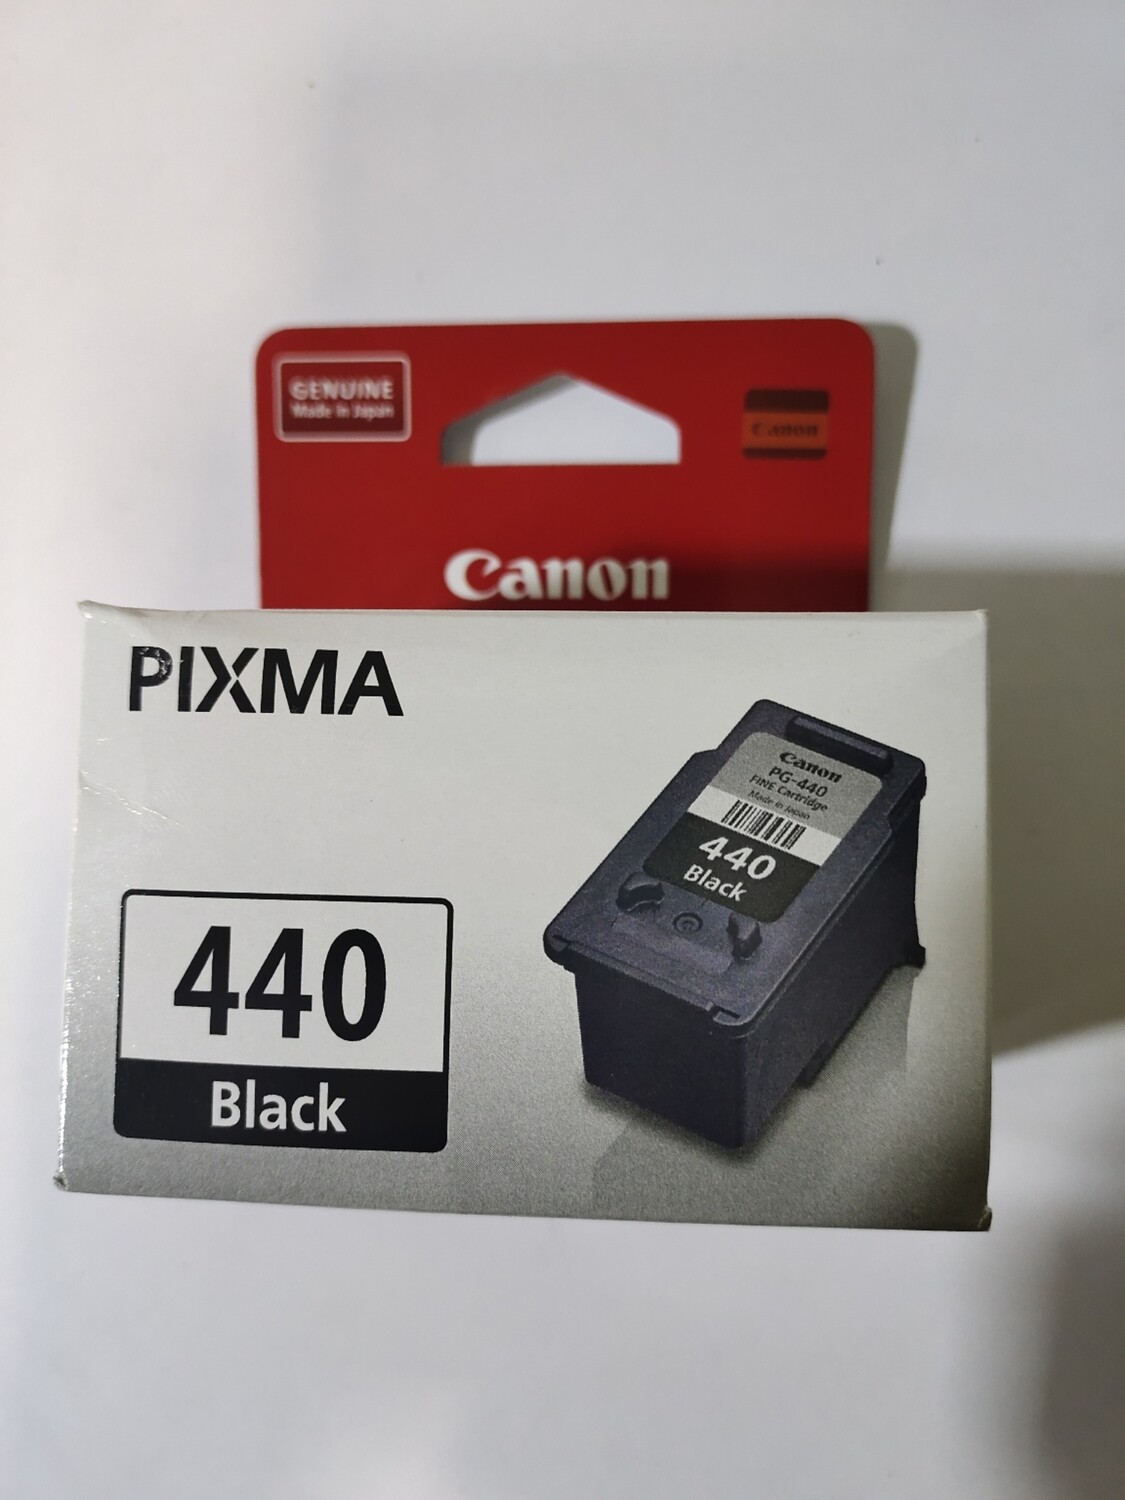 GENUINE
Made in Japan
Canon
Canon
PIXMA
Canon
PG-440
FINE Cartridge
Made in Japan
440
Black
440
Black